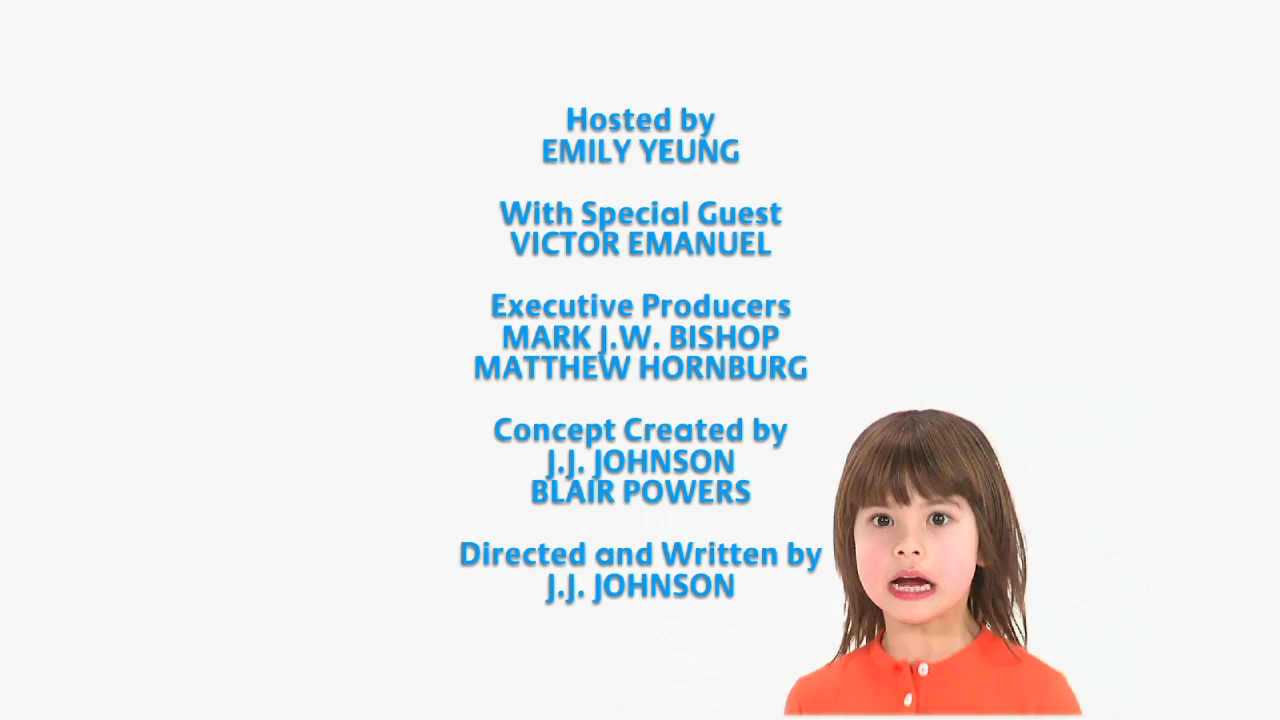 Hosted by
EMILY YEUNG
With Special Guest
VICTOR EMANUEL
Executive Producers
MARK J.W. BISHOP
MATTHEW HORNBURG
Concept Created by
J.J. JOHNSON
BLAIR POWERS
Directed and Written by
J.J. JOHNSON